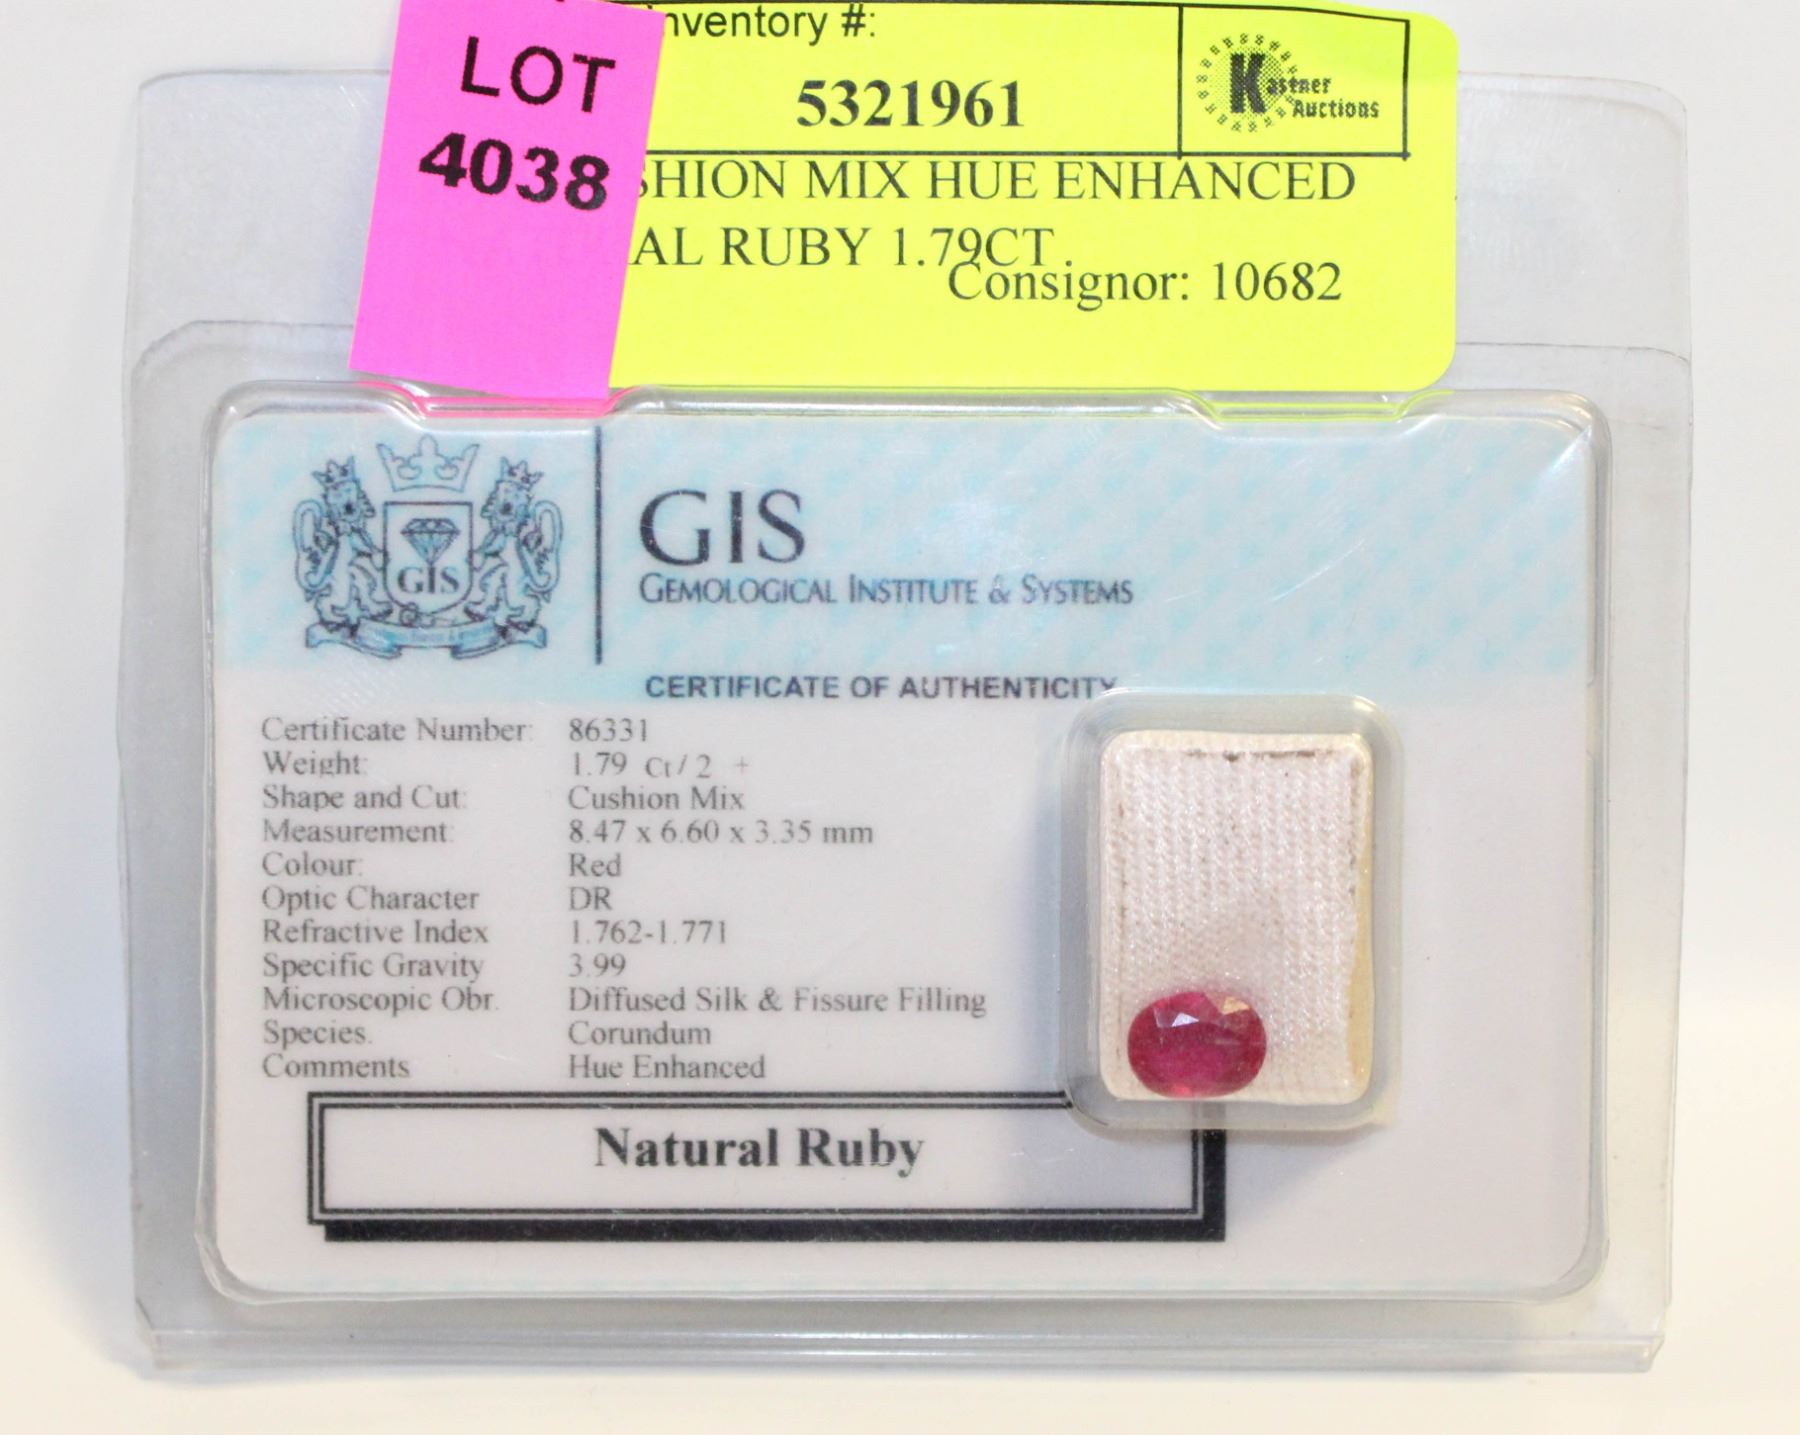 LOT
4038
nventory #:
5321961
Kastner
Auctions
SHION MIX HUE ENHANCED
AL RUBY 1.79CT
Consignor: 10682
GIS
GIS
GEMOLOGICAL INSTITUTE & SYSTEMS
CERTIFICATE OF AUTHENTICITY
Certificate Number: 86331
Weight: 1.79 Ct / 2 +
Shape and Cut: Cushion Mix
Measurement: 8.47 x 6.60 x 3.35 mm
Colour: Red
Optic Character DR
Refractive Index 1.762-1.771
Specific Gravity 3.99
Microscopic Obr. Diffused Silk & Fissure Filling
Species. Corundum
Comments Hue Enhanced
Natural Ruby